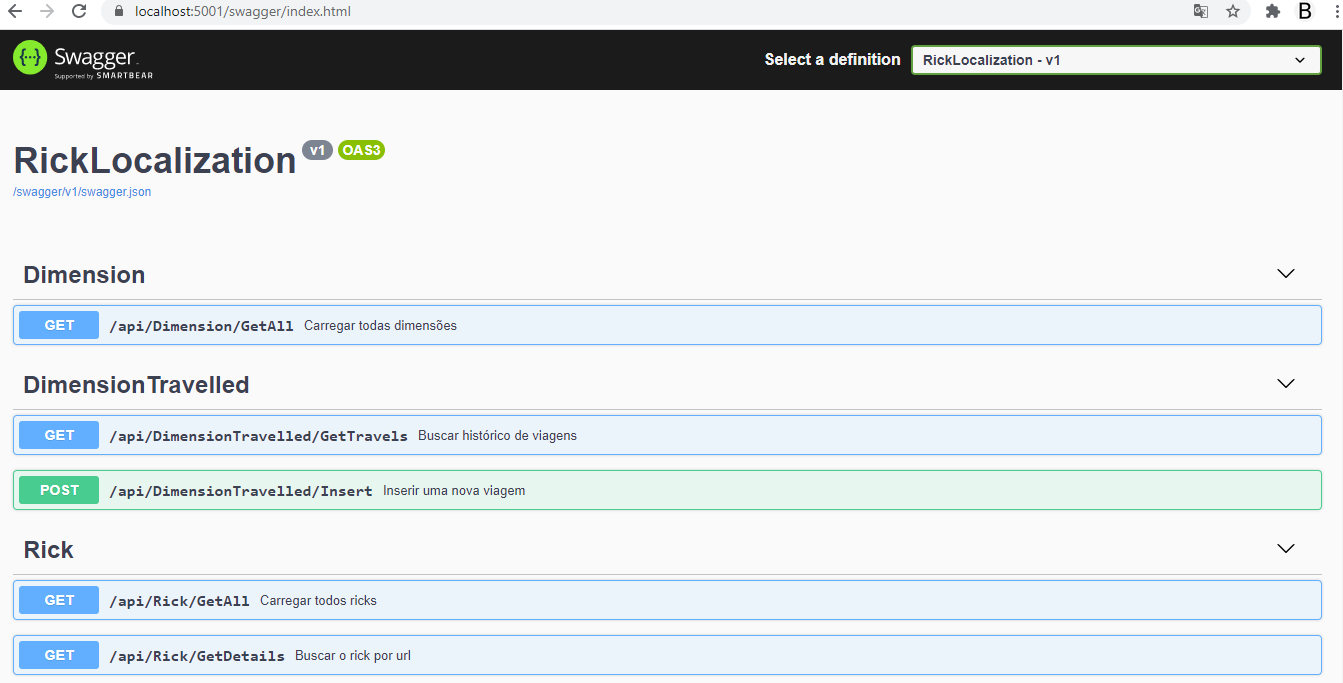 localhost:5001/swagger/index.html
B
{··} Swagger.
Supported by SMARTBEAR
Select a definition
RickLocalization - v1
RickLocalization v1 OAS3
/swagger/v1/swagger.json
Dimension
GET /api/Dimension/GetAll Carregar todas dimensões
DimensionTravelled
GET /api/DimensionTravelled/GetTravels Buscar histórico de viagens
POST /api/DimensionTravelled/Insert Inserir uma nova viagem
Rick
GET /api/Rick/GetAll Carregar todos ricks
GET /api/Rick/GetDetails Buscar o rick por url